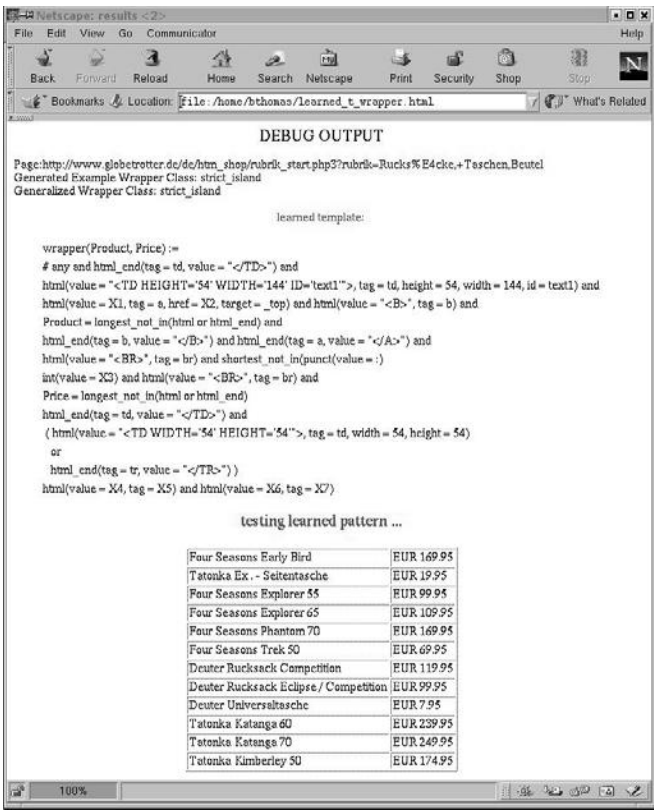 Netscape: results <2>
File Edit View Go Communicator Help
Back Forward Reload Home Search Netscape Print Security Shop Stop N
Bookmarks Location: file:/home/bthomas/learned_t_wrapper.html What's Related
DEBUG OUTPUT
Page:http://www.globetrotter.de/de/htm_shop/rubrik_start.php3?rubrik=Rucks%E4cke,+Taschen,Beutel
Generated Example Wrapper Class: strict_island
Generalized Wrapper Class: strict_island
learned template:
wrapper(Product, Price) :=
# any and html_end(tag = td, value = "</TD>") and
html(value = "<TD HEIGHT='54' WIDTH='144' ID='text1'">, tag = td, height = 54, width = 144, id = text1) and
html(value = X1, tag = a, href = X2, target = _top) and html(value = "<B>", tag = b) and
Product = longest_not_in(html or html_end) and
html_end(tag = b, value = "</B>") and html_end(tag = a, value = "</A>") and
html(value = "<BR>", tag = br) and shortest_not_in(punct(value = :)
int(value = X3) and html(value = "<BR>", tag = br) and
Price = longest_not_in(html or html_end)
html_end(tag = td, value = "</TD>") and
( html(value = "<TD WIDTH='54' HEIGHT='54'">, tag = td, width = 54, height = 54)
or
html_end(tag = tr, value = "</TR>") )
html(value = X4, tag = X5) and html(value = X6, tag = X7)
testing learned pattern ...
Four Seasons Early Bird EUR 169.95
Tatonka Ex. - Seitentasche EUR 19.95
Four Seasons Explorer 55 EUR 99.95
Four Seasons Explorer 65 EUR 109.95
Four Seasons Phantom 70 EUR 169.95
Four Seasons Trek 50 EUR 69.95
Deuter Rucksack Competition EUR 119.95
Deuter Rucksack Eclipse / Competition EUR 99.95
Deuter Universaltasche EUR 7.95
Tatonka Katanga 60 EUR 239.95
Tatonka Katanga 70 EUR 249.95
Tatonka Kimberley 50 EUR 174.95
100%